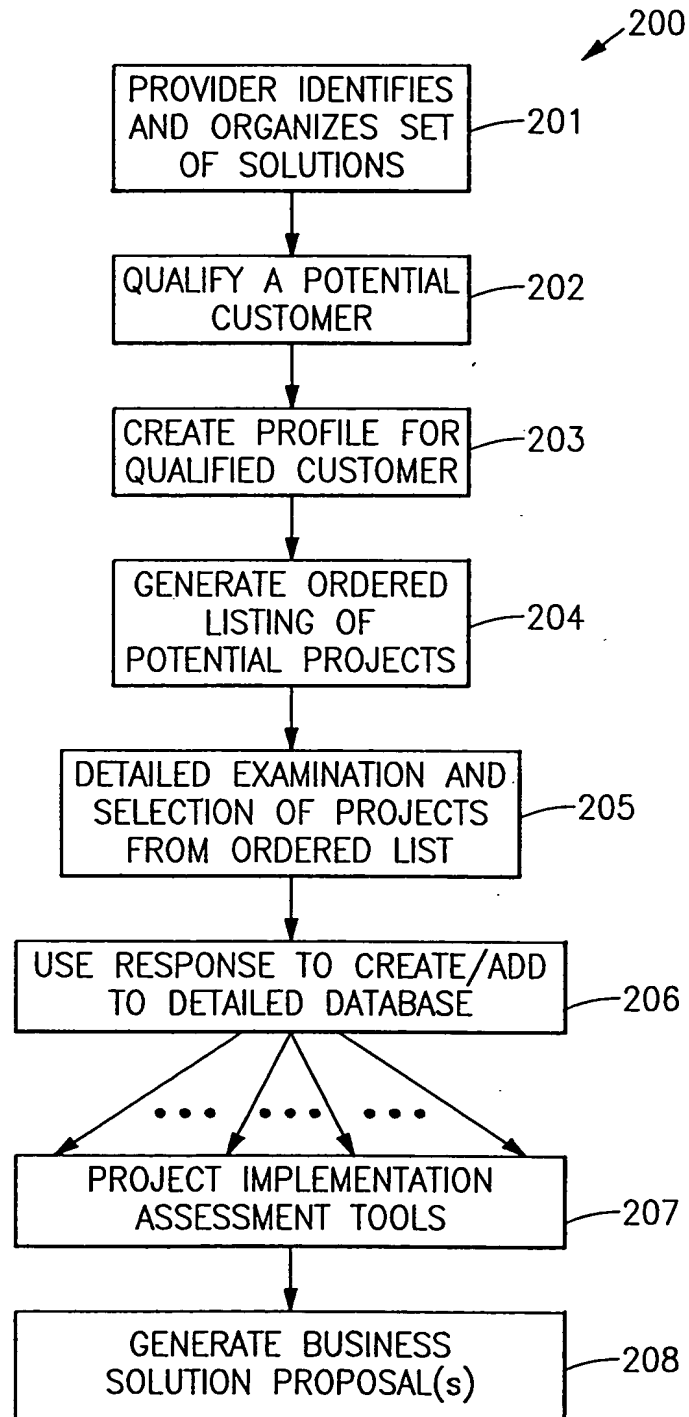 200
PROVIDER IDENTIFIES
AND ORGANIZES SET
OF SOLUTIONS
201
QUALIFY A POTENTIAL
CUSTOMER
202
CREATE PROFILE FOR
QUALIFIED CUSTOMER
203
GENERATE ORDERED
LISTING OF
POTENTIAL PROJECTS
204
DETAILED EXAMINATION AND
SELECTION OF PROJECTS
FROM ORDERED LIST
205
USE RESPONSE TO CREATE/ADD
TO DETAILED DATABASE
206
••• ••• •••
PROJECT IMPLEMENTATION
ASSESSMENT TOOLS
207
GENERATE BUSINESS
SOLUTION PROPOSAL(s)
208